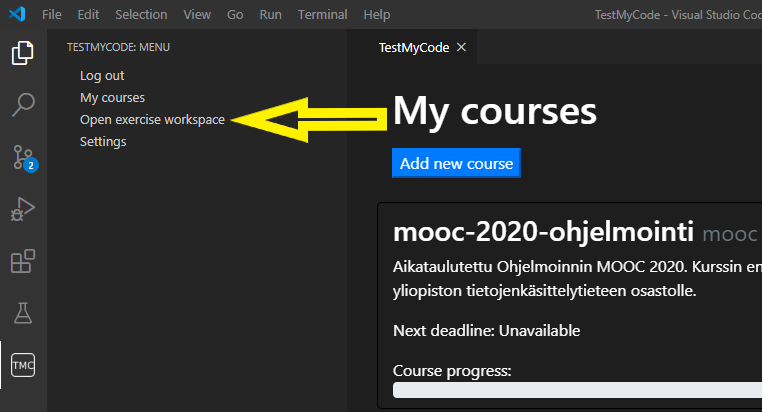 File Edit Selection View Go Run Terminal Help TestMyCode - Visual Studio
TESTMYCODE: MENU
TestMyCode
Log out
My courses
Open exercise workspace
Settings
2
TMC
My courses
Add new course
mooc-2020-ohjelmointi mooc
Aikataulutettu Ohjelmoinnin MOOC 2020. Kurssin
yliopiston tietojenkäsittelytieteen osastolle.
Next deadline: Unavailable
Course progress: